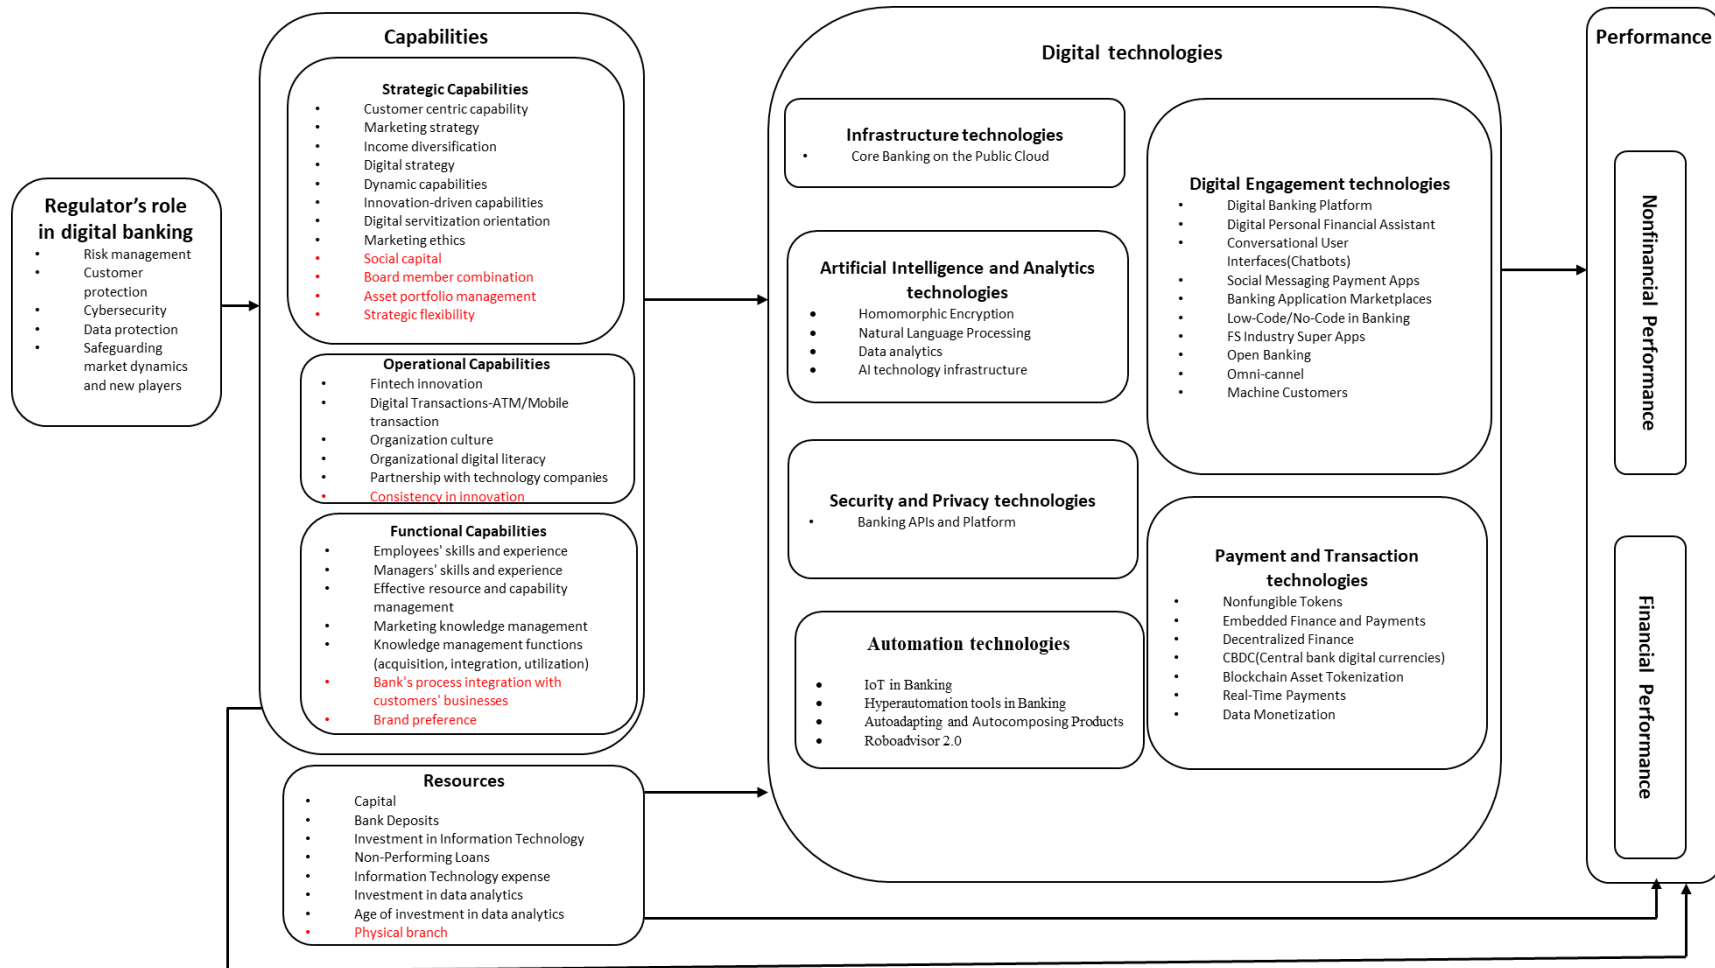 Regulator's role
in digital banking
• Risk management
• Customer
protection
• Cybersecurity
• Data protection
• Safeguarding
market dynamics
and new players
Capabilities
Strategic Capabilities
• Customer centric capability
• Marketing strategy
• Income diversification
• Digital strategy
• Dynamic capabilities
• Innovation-driven capabilities
• Digital servitization orientation
• Marketing ethics
• Social capital
• Board member combination
• Asset portfolio management
• Strategic flexibility
Operational Capabilities
• Fintech innovation
• Digital Transactions-ATM/Mobile
transaction
• Organization culture
• Organizational digital literacy
• Partnership with technology companies
• Consistency in innovation
Functional Capabilities
• Employees' skills and experience
• Managers' skills and experience
• Effective resource and capability
management
• Marketing knowledge management
• Knowledge management functions
(acquisition, integration, utilization)
• Bank's process integration with
customers' businesses
• Brand preference
Resources
• Capital
• Bank Deposits
• Investment in Information Technology
• Non-Performing Loans
• Information Technology expense
• Investment in data analytics
• Age of investment in data analytics
• Physical branch
Digital technologies
Infrastructure technologies
• Core Banking on the Public Cloud
Artificial Intelligence and Analytics
technologies
• Homomorphic Encryption
• Natural Language Processing
• Data analytics
• AI technology infrastructure
Security and Privacy technologies
• Banking APIs and Platform
Automation technologies
• IoT in Banking
• Hyperautomation tools in Banking
• Autoadapting and Autocomposing Products
• Roboadvisor 2.0
Digital Engagement technologies
• Digital Banking Platform
• Digital Personal Financial Assistant
• Conversational User
Interfaces(Chatbots)
• Social Messaging Payment Apps
• Banking Application Marketplaces
• Low-Code/No-Code in Banking
• FS Industry Super Apps
• Open Banking
• Omni-cannel
• Machine Customers
Payment and Transaction
technologies
• Nonfungible Tokens
• Embedded Finance and Payments
• Decentralized Finance
• CBDC(Central bank digital currencies)
• Blockchain Asset Tokenization
• Real-Time Payments
• Data Monetization
Performance
Nonfinancial Performance
Financial Performance